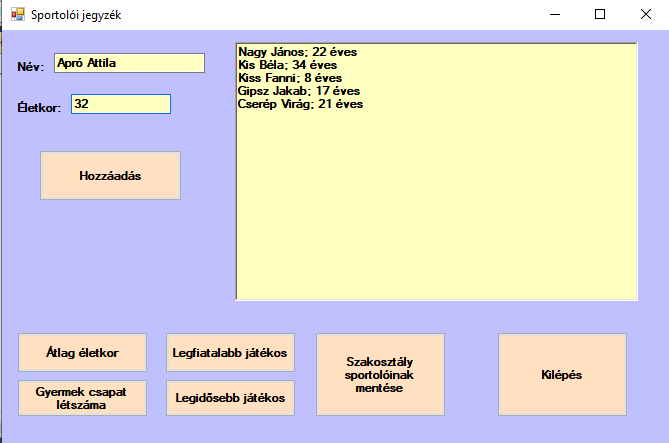 Sportolói jegyzék
Név:
Apró Attila
Életkor:
32
Hozzáadás
Nagy János; 22 éves
Kis Béla; 34 éves
Kiss Fanni; 8 éves
Gipsz Jakab; 17 éves
Cserép Virág; 21 éves
Átlag életkor
Legfiatalabb játékos
Gyermek csapat
létszáma
Legidősebb játékos
Szakosztály
sportolóinak
mentése
Kilépés